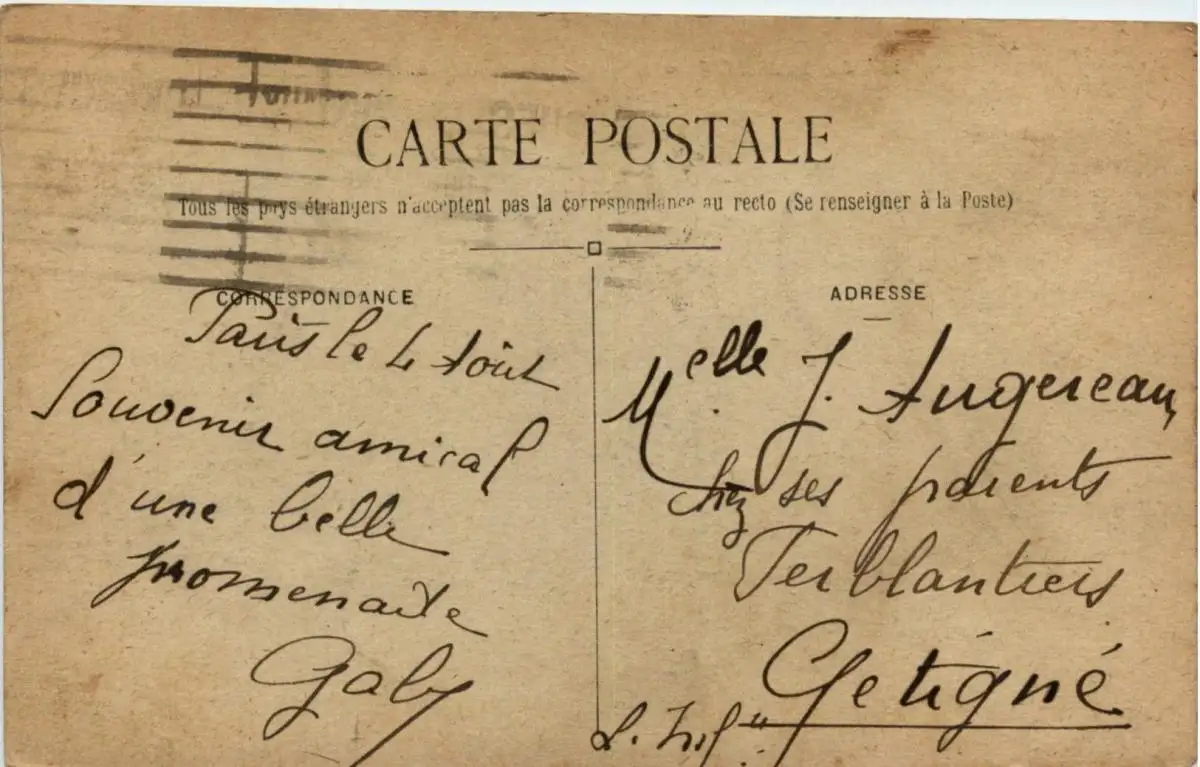 CARTE POSTALE
Tous les pays étrangers n'acceptent pas la correspondance au recto (Se renseigner à la Poste)
CORRESPONDANCE
Paris le 4 Août
Souvenir amical
d'une belle
promenade
Gaby
ADRESSE
Melle J. Augereau
chez ses parents
Ferblantiers
Getigné
L. Infre